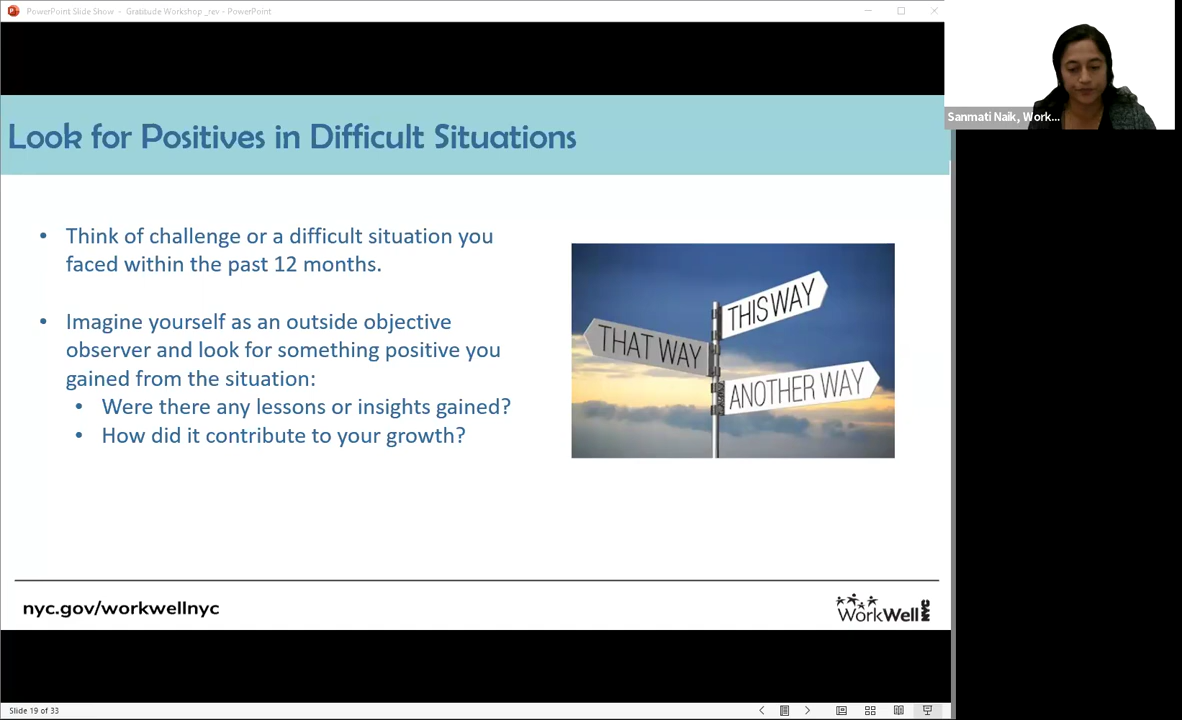 PowerPoint Slide Show - Gratitude Workshop _rev - PowerPoint
Sanmati Naik, Work...
Look for Positives in Difficult Situations
• Think of challenge or a difficult situation you
faced within the past 12 months.
• Imagine yourself as an outside objective
observer and look for something positive you
gained from the situation:
• Were there any lessons or insights gained?
• How did it contribute to your growth?
THIS WAY
THAT WAY
ANOTHER WAY
nyc.gov/workwellnyc
WorkWell NYC
Slide 19 of 33